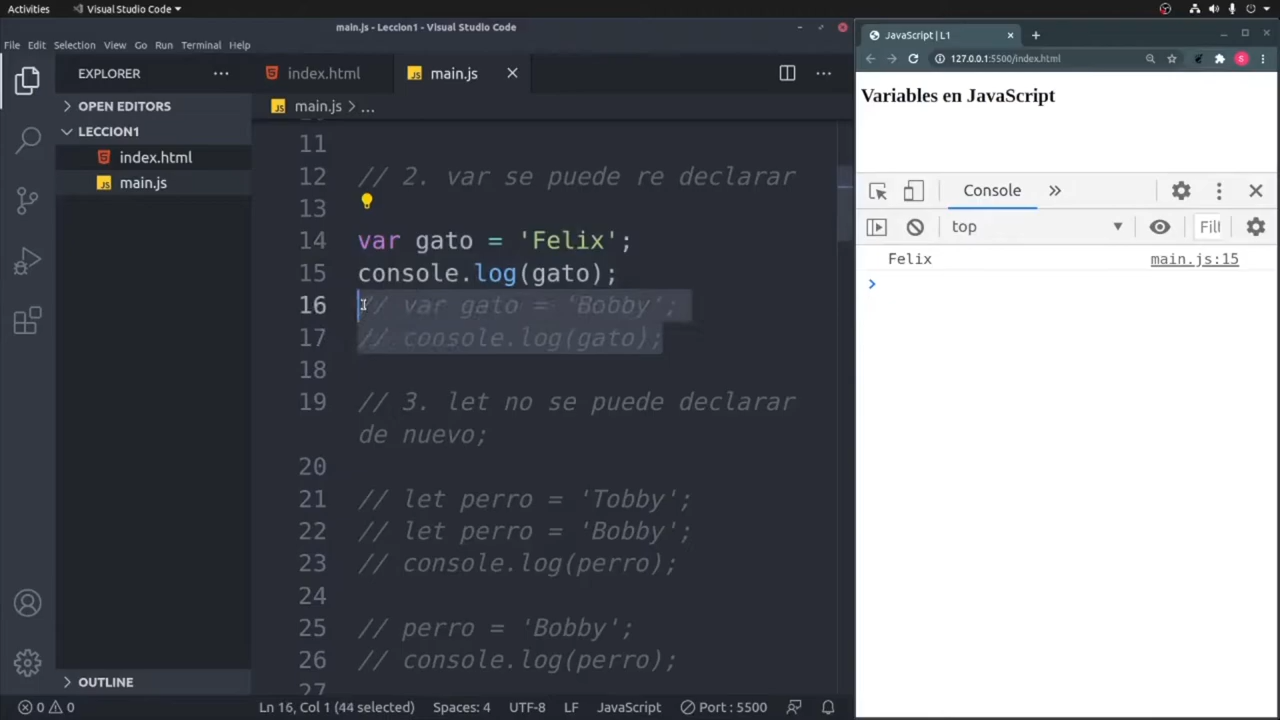 Activities
Visual Studio Code
main.js - Leccion1 - Visual Studio Code
File Edit Selection View Go Run Terminal Help
EXPLORER
OPEN EDITORS
LECCION1
index.html
main.js
OUTLINE
index.html
main.js
main.js > ...
11
12 // 2. var se puede re declarar
13
14 var gato = 'Felix';
15 console.log(gato);
16 // var gato = 'Bobby';
17 // console.log(gato);
18
19 // 3. let no se puede declarar
de nuevo;
20
21 // let perro = 'Tobby';
22 // let perro = 'Bobby';
23 // console.log(perro);
24
25 // perro = 'Bobby';
26 // console.log(perro);
27
0 0
Ln 16, Col 1 (44 selected)
Spaces: 4
UTF-8
LF
JavaScript
Port : 5500
JavaScript | L1
127.0.0.1:5500/index.html
S
Variables en JavaScript
Console
top
Filt
Felix main.js:15